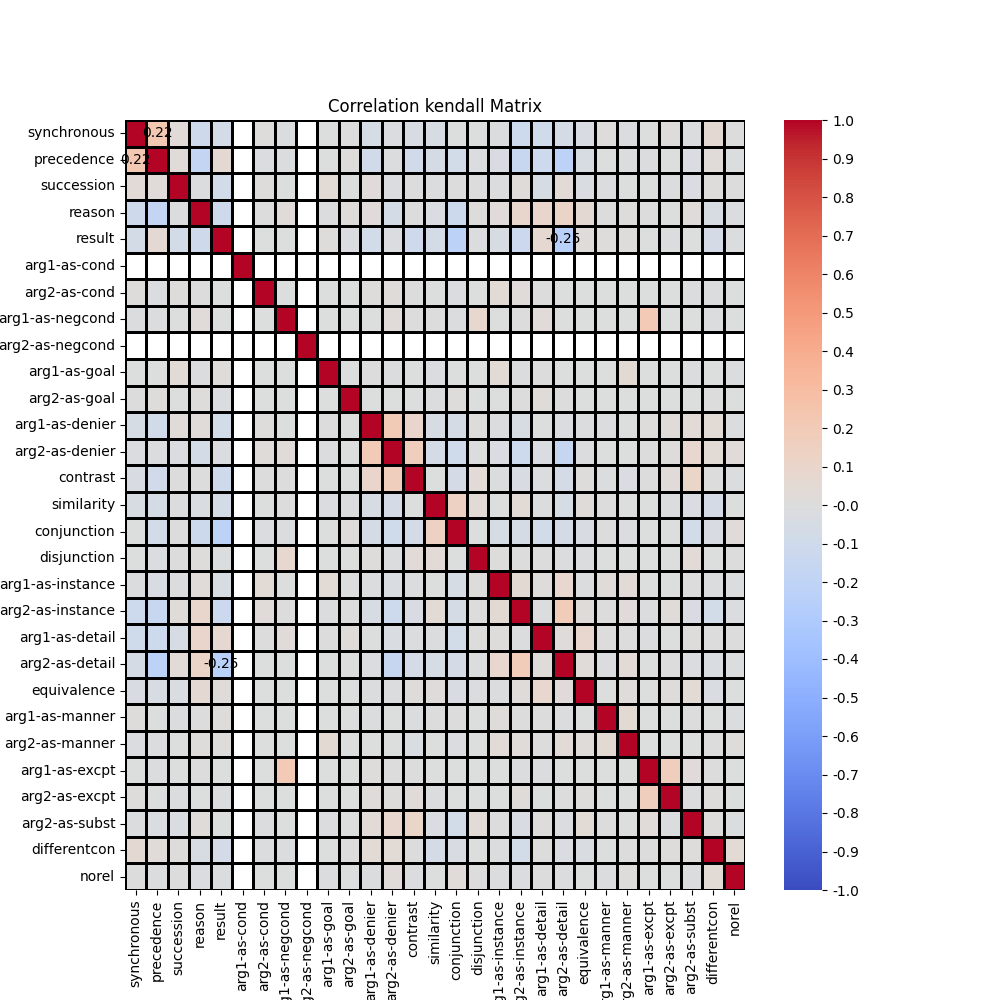 Correlation kendall Matrix
synchronous
0.22
precedence
0.22
succession
reason
result
-0.25
arg1-as-cond
arg2-as-cond
arg1-as-negcond
arg2-as-negcond
arg1-as-goal
arg2-as-goal
arg1-as-denier
arg2-as-denier
contrast
similarity
conjunction
disjunction
arg1-as-instance
arg2-as-instance
arg1-as-detail
arg2-as-detail
-0.25
equivalence
arg1-as-manner
arg2-as-manner
arg1-as-excpt
arg2-as-excpt
arg2-as-subst
differentcon
norel
synchronous
precedence
succession
reason
result
arg1-as-cond
arg2-as-cond
g1-as-negcond
g2-as-negcond
arg1-as-goal
arg2-as-goal
arg1-as-denier
arg2-as-denier
contrast
similarity
conjunction
disjunction
g1-as-instance
g2-as-instance
arg1-as-detail
arg2-as-detail
equivalence
rg1-as-manner
rg2-as-manner
arg1-as-excpt
arg2-as-excpt
arg2-as-subst
differentcon
norel
1.0
0.9
0.8
0.7
0.6
0.5
0.4
0.3
0.2
0.1
-0.0
-0.1
-0.2
-0.3
-0.4
-0.5
-0.6
-0.7
-0.8
-0.9
-1.0